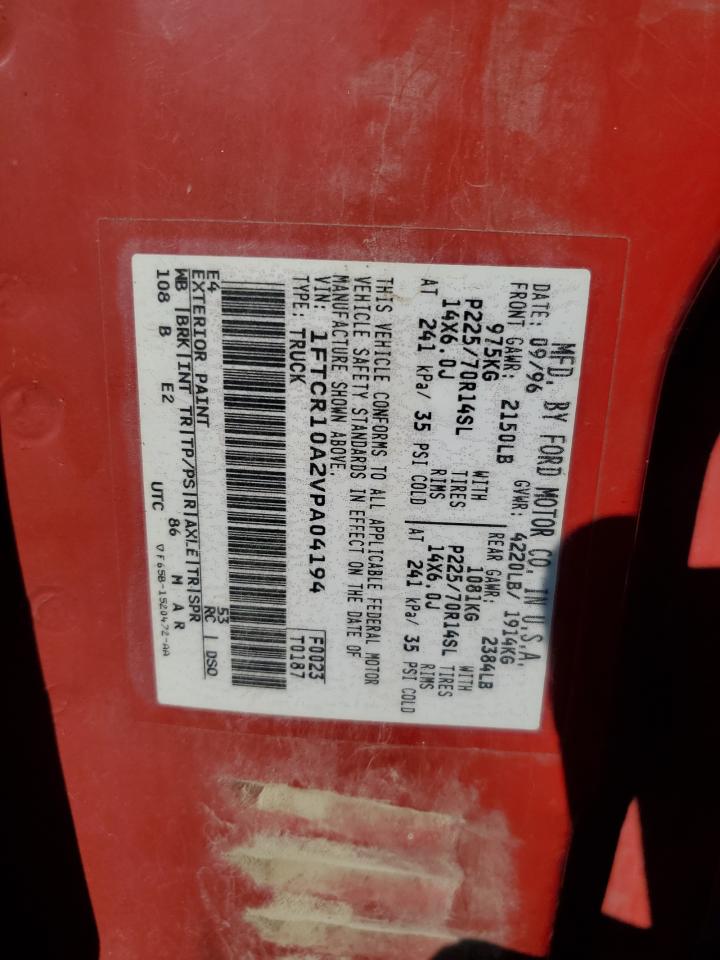 MFD. BY FORD MOTOR CO. IN U.S.A.
DATE: 09/96 GVWR: 4220LB/ 1914KG
FRONT GAWR: 2150LB REAR GAWR: 2384LB
975KG WITH 1081KG WITH
P225/70R14SL TIRES P225/70R14SL TIRES
14X6.0J RIMS 14X6.0J RIMS
AT 241 kPa/ 35 PSI COLD AT 241 kPa/ 35 PSI COLD
THIS VEHICLE CONFORMS TO ALL APPLICABLE FEDERAL MOTOR
VEHICLE SAFETY STANDARDS IN EFFECT ON THE DATE OF
MANUFACTURE SHOWN ABOVE.
VIN: 1FTCR10A2VPA04194 F0023
TYPE: TRUCK T0187
E4 53 RC DSO
EXTERIOR PAINT
WB | BRK | INT TR | TP/PS | R | AXLE | TR | SPR
108 B E2 86 M A R
UTC ▽F65B-1520472-AA